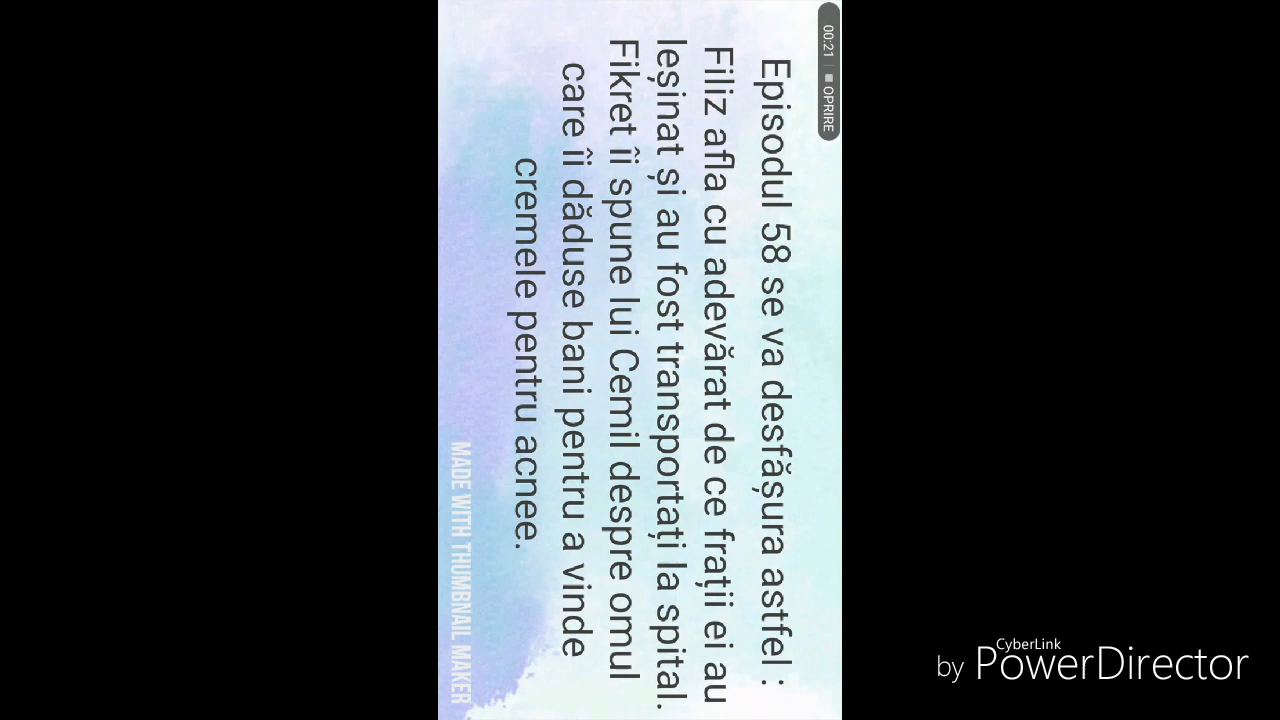 00:21 OPRIRE
Episodul 58 se va desfășura astfel :
Filiz afla cu adevărat de ce frații ei au
leșinat și au fost transportați la spital.
Fikret îi spune lui Cemil despre omul
care îi dăduse bani pentru a vinde
cremele pentru acnee.
MADE WITH THUMBNAIL MAKER
CyberLink
by PowerDirector